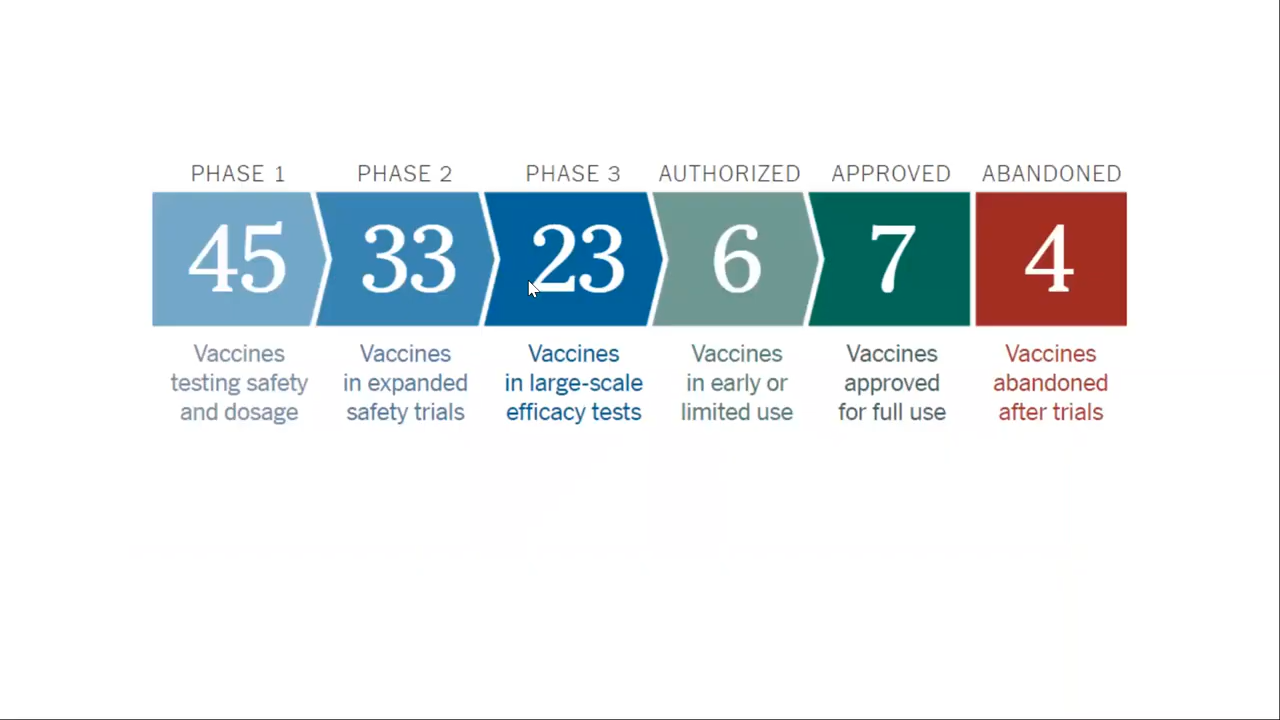 PHASE 1 PHASE 2 PHASE 3 AUTHORIZED APPROVED ABANDONED
45 33 23 6 7 4
Vaccines testing safety and dosage
Vaccines in expanded safety trials
Vaccines in large-scale efficacy tests
Vaccines in early or limited use
Vaccines approved for full use
Vaccines abandoned after trials